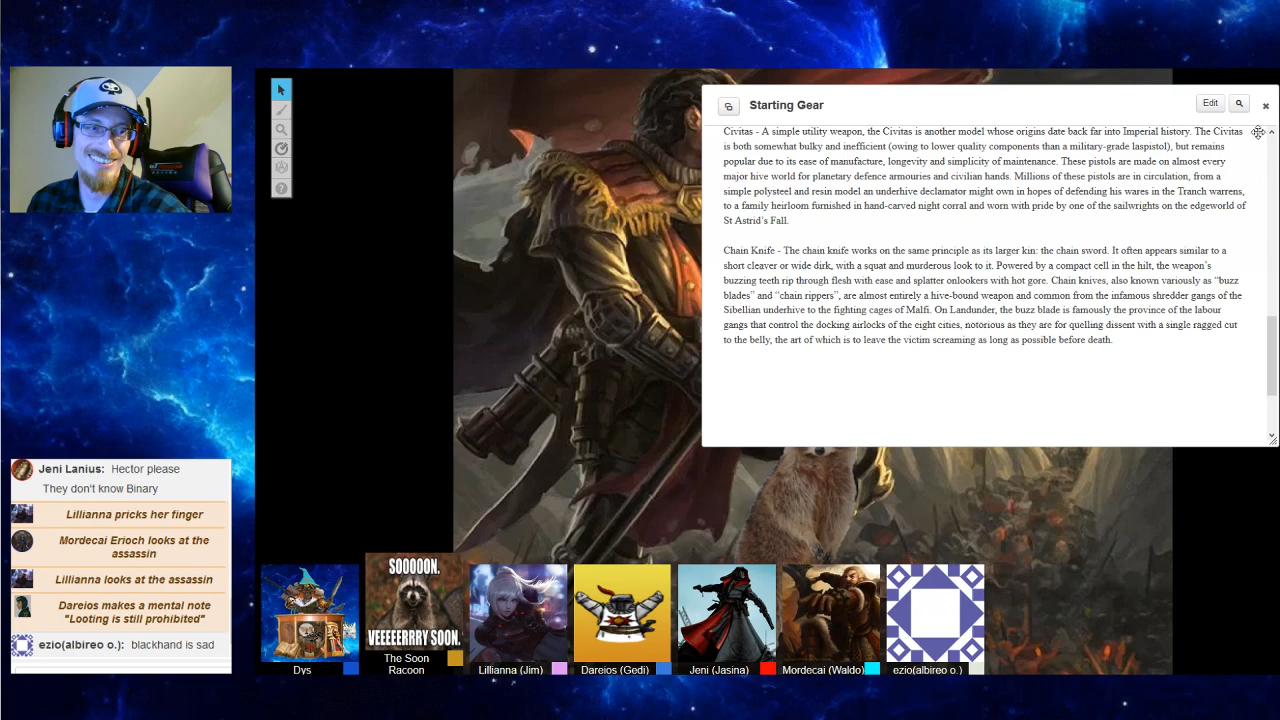 Starting Gear
Edit
Civitas - A simple utility weapon, the Civitas is another model whose origins date back far into Imperial history. The Civitas
is both somewhat bulky and inefficient (owing to lower quality components than a military-grade laspistol), but remains
popular due to its ease of manufacture, longevity and simplicity of maintenance. These pistols are made on almost every
major hive world for planetary defence armouries and civilian hands. Millions of these pistols are in circulation, from a
simple polysteel and resin model an underhive declamator might own in hopes of defending his wares in the Tranch warrens,
to a family heirloom furnished in hand-carved night corral and worn with pride by one of the sailwrights on the edgeworld of
St Astrid's Fall.
Chain Knife - The chain knife works on the same principle as its larger kin: the chain sword. It often appears similar to a
short cleaver or wide dirk, with a squat and murderous look to it. Powered by a compact cell in the hilt, the weapon's
buzzing teeth rip through flesh with ease and splatter onlookers with hot gore. Chain knives, also known variously as "buzz
blades" and "chain rippers", are almost entirely a hive-bound weapon and common from the infamous shredder gangs of the
Sibellian underhive to the fighting cages of Malfi. On Landunder, the buzz blade is famously the province of the labour
gangs that control the docking airlocks of the eight cities, notorious as they are for quelling dissent with a single ragged cut
to the belly, the art of which is to leave the victim screaming as long as possible before death.
Jeni Lanius: Hector please
They don't know Binary
Lillianna pricks her finger
Mordecai Erioch looks at the
assassin
Lillianna looks at the assassin
Dareios makes a mental note
"Looting is still prohibited"
ezio(albireo o.): blackhand is sad
SOOOOON.
VEEEEERRRY SOON.
Dys
The Soon
Racoon
Lillianna (Jim)
Dareios (Gedi)
Jeni (Jasina)
Mordecai (Waldo)
ezio(albireo o.)